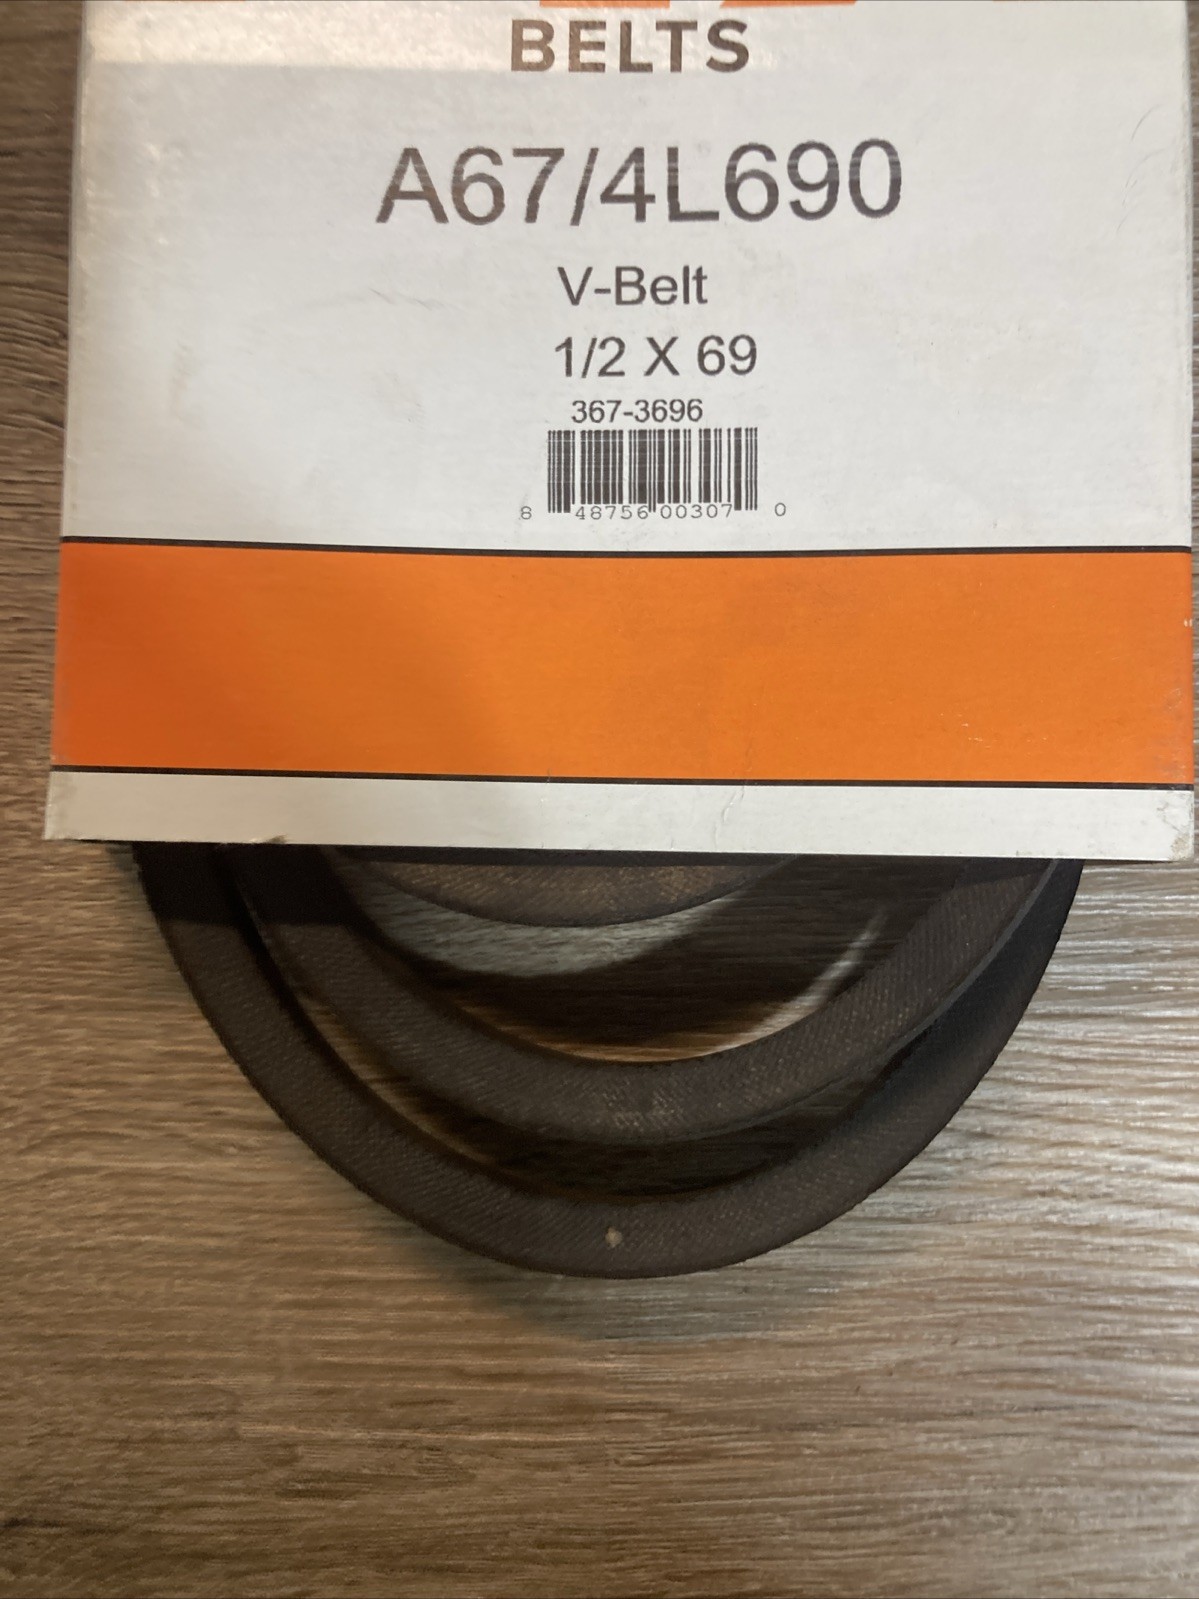 BELTS
A67/4L690
V-Belt
1/2 X 69
367-3696
8 48756 00307 0